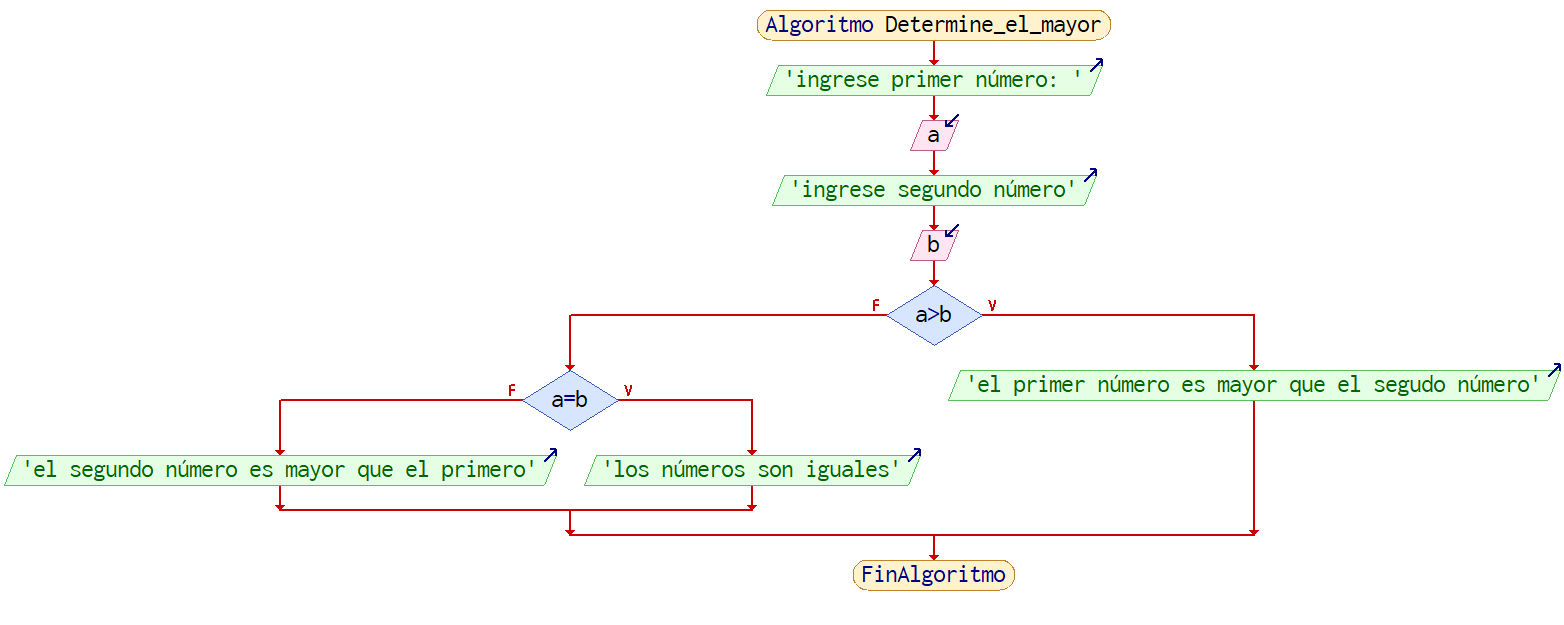 Algoritmo Determine_el_mayor
'ingrese primer número: '
a
'ingrese segundo número'
b
F
a>b
V
'el primer número es mayor que el segudo número'
F
a=b
V
'el segundo número es mayor que el primero'
'los números son iguales'
FinAlgoritmo